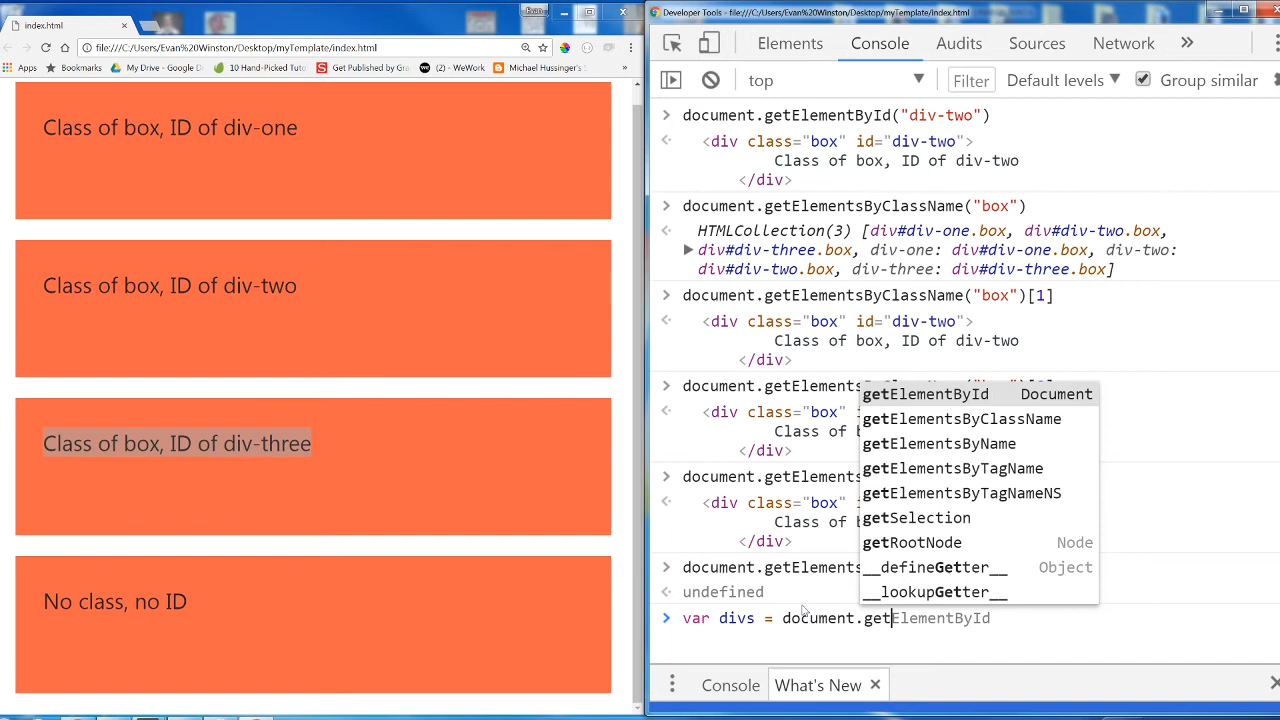 index.html
Evans
file:///C:/Users/Evan%20Winston/Desktop/myTemplate/index.html
Apps
Bookmarks
My Drive - Google D
10 Hand-Picked Tuto
Get Published by Gra
(2) - WeWork
Michael Hussinger's
Class of box, ID of div-one
Class of box, ID of div-two
Class of box, ID of div-three
No class, no ID
Developer Tools - file:///C:/Users/Evan%20Winston/Desktop/myTemplate/index.html
Elements Console Audits Sources Network »
top ▼ Filter Default levels ▼ Group similar
> document.getElementById("div-two")
<div class="box" id="div-two">
Class of box, ID of div-two
</div>
> document.getElementsByClassName("box")
HTMLCollection(3) [div#div-one.box, div#div-two.box,
▶ div#div-three.box, div-one: div#div-one.box, div-two:
div#div-two.box, div-three: div#div-three.box]
> document.getElementsByClassName("box")[1]
<div class="box" id="div-two">
Class of box, ID of div-two
</div>
> document.getElements
<div class="box" i
Class of b
</div>
> document.getElements
<div class="box" i
Class of b
</div>
> document.getElements
undefined
> var divs = document.getElementById
getElementById Document
getElementsByClassName
getElementsByName
getElementsByTagName
getElementsByTagNameNS
getSelection
getRootNode Node
__defineGetter__ Object
__lookupGetter__
Console What's New ×